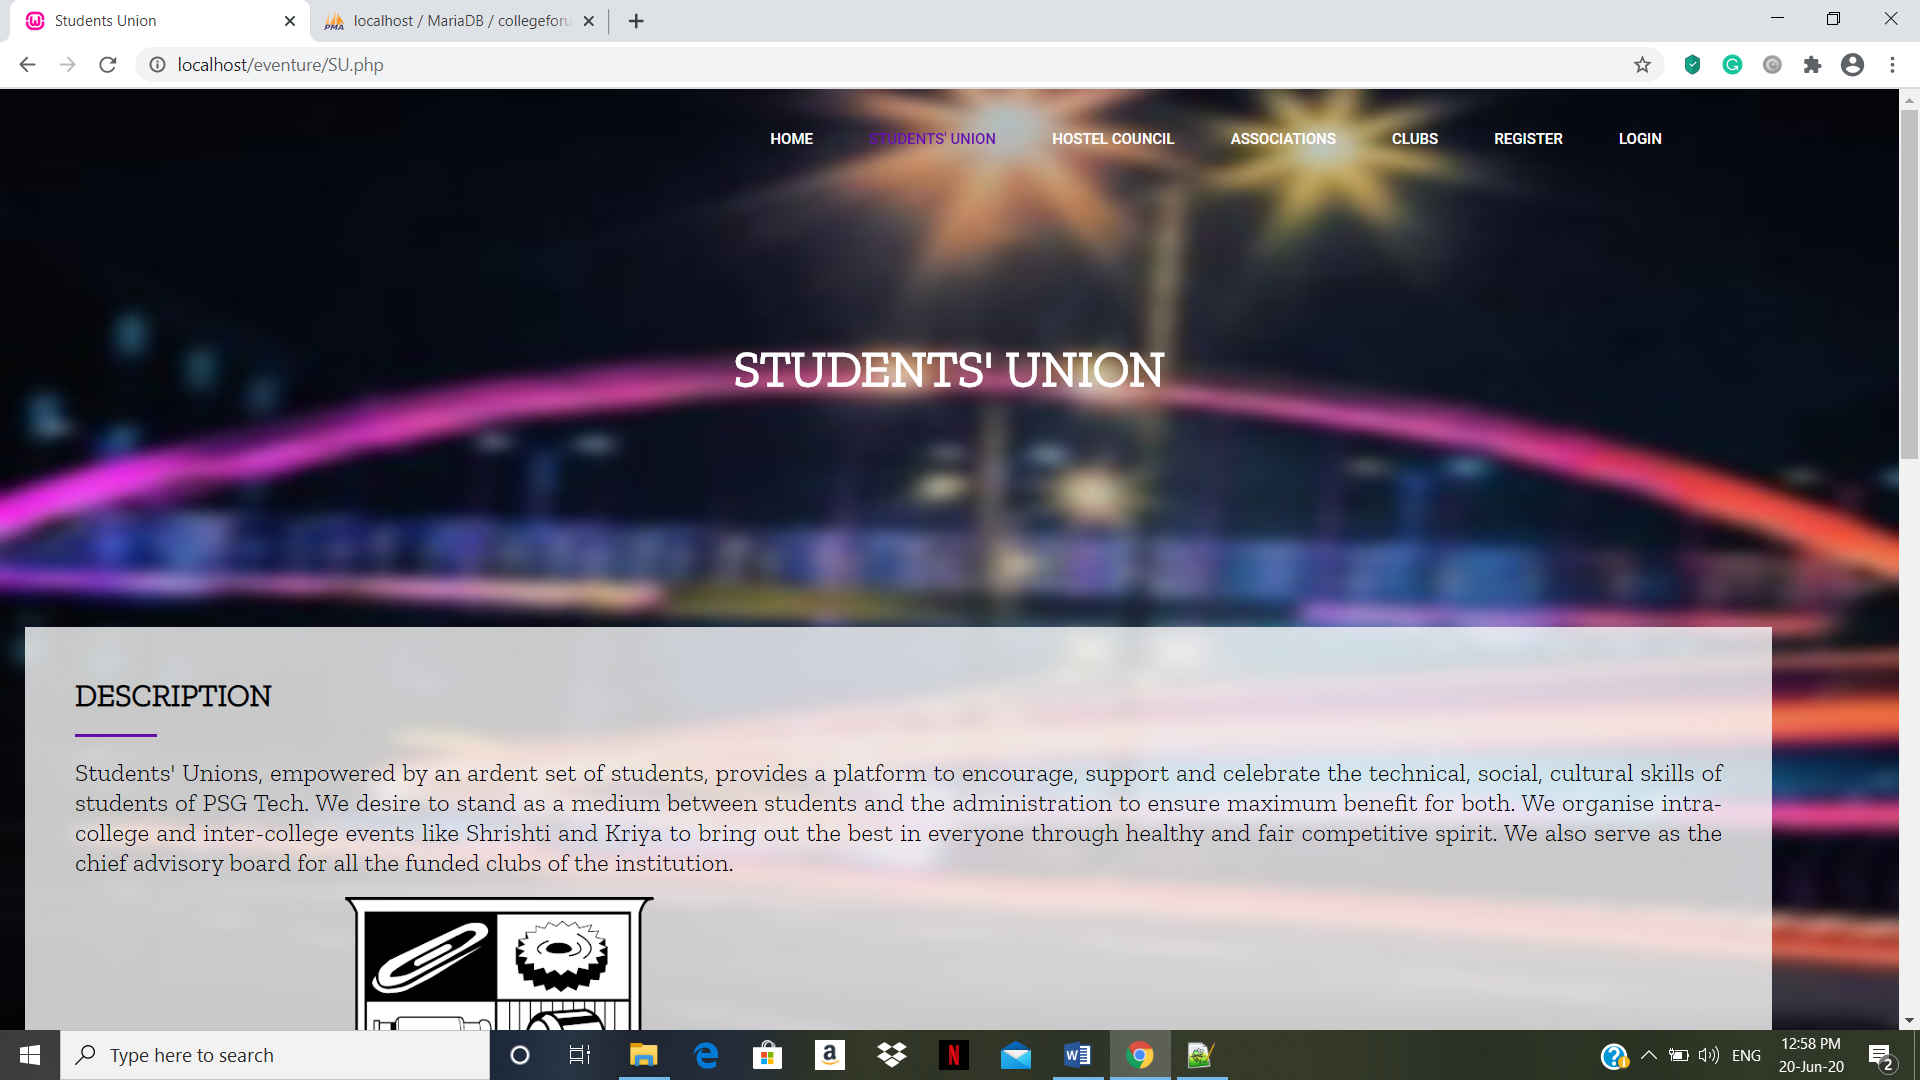 Students Union
PMA
localhost / MariaDB / collegeforu
localhost/eventure/SU.php
HOME
STUDENTS' UNION
HOSTEL COUNCIL
ASSOCIATIONS
CLUBS
REGISTER
LOGIN
STUDENTS' UNION
DESCRIPTION
Students' Unions, empowered by an ardent set of students, provides a platform to encourage, support and celebrate the technical, social, cultural skills of
students of PSG Tech. We desire to stand as a medium between students and the administration to ensure maximum benefit for both. We organise intra-
college and inter-college events like Shrishti and Kriya to bring out the best in everyone through healthy and fair competitive spirit. We also serve as the
chief advisory board for all the funded clubs of the institution.
Type here to search
ENG
12:58 PM
20-Jun-20
2